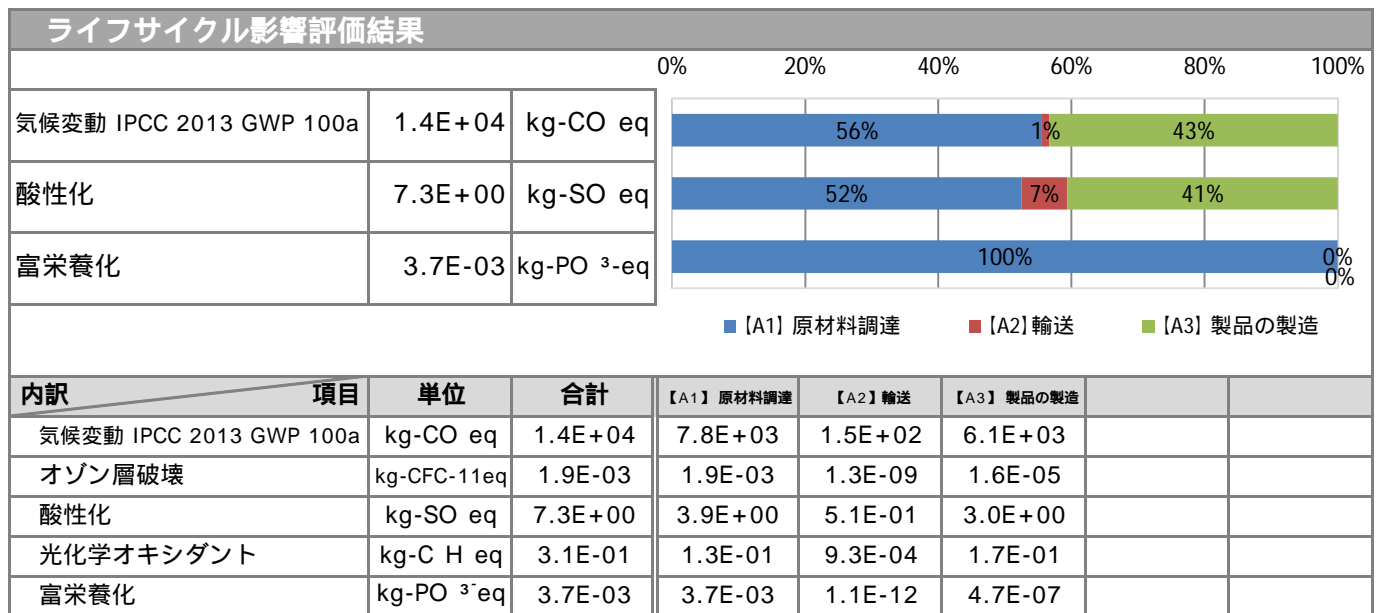 ライフサイクル影響評価結果
0% 20% 40% 60% 80% 100%
気候変動 IPCC 2013 GWP 100a 1.4E+04 kg-CO eq 56% 1% 43%
酸性化 7.3E+00 kg-SO eq 52% 7% 41%
富栄養化 3.7E-03 kg-PO ³-eq 100% 0%
0%
【A1】原材料調達 【A2】輸送 【A3】製品の製造
内訳 項目 単位 合計 【A1】原材料調達 【A2】輸送 【A3】製品の製造
気候変動 IPCC 2013 GWP 100a kg-CO eq 1.4E+04 7.8E+03 1.5E+02 6.1E+03
オゾン層破壊 kg-CFC-11eq 1.9E-03 1.9E-03 1.3E-09 1.6E-05
酸性化 kg-SO eq 7.3E+00 3.9E+00 5.1E-01 3.0E+00
光化学オキシダント kg-C H eq 3.1E-01 1.3E-01 9.3E-04 1.7E-01
富栄養化 kg-PO ³⁻eq 3.7E-03 3.7E-03 1.1E-12 4.7E-07